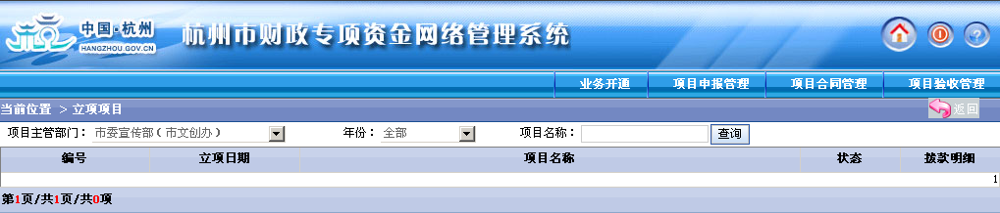 中国·杭州
HANGZHOU.GOV.CN
杭州市财政专项资金网络管理系统
业务开通 项目申报管理 项目合同管理 项目验收管理
当前位置 > 立项项目 返回
项目主管部门： 市委宣传部（市文创办） 年份： 全部 项目名称： 查询
编号 立项日期 项目名称 状态 拨款明细
1
第1页/共1页/共0项